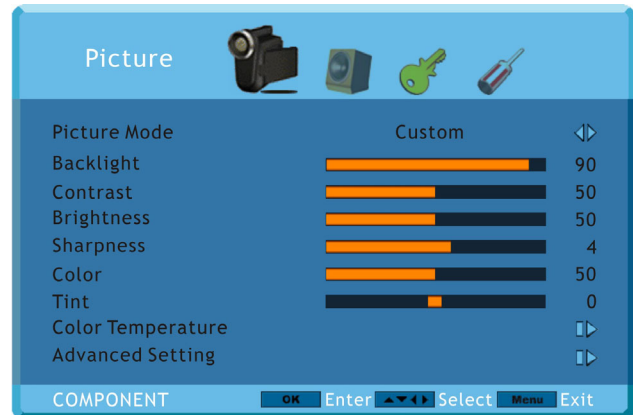 Picture
Picture Mode Custom
Backlight 90
Contrast 50
Brightness 50
Sharpness 4
Color 50
Tint 0
Color Temperature
Advanced Setting
COMPONENT OK Enter Select Menu Exit